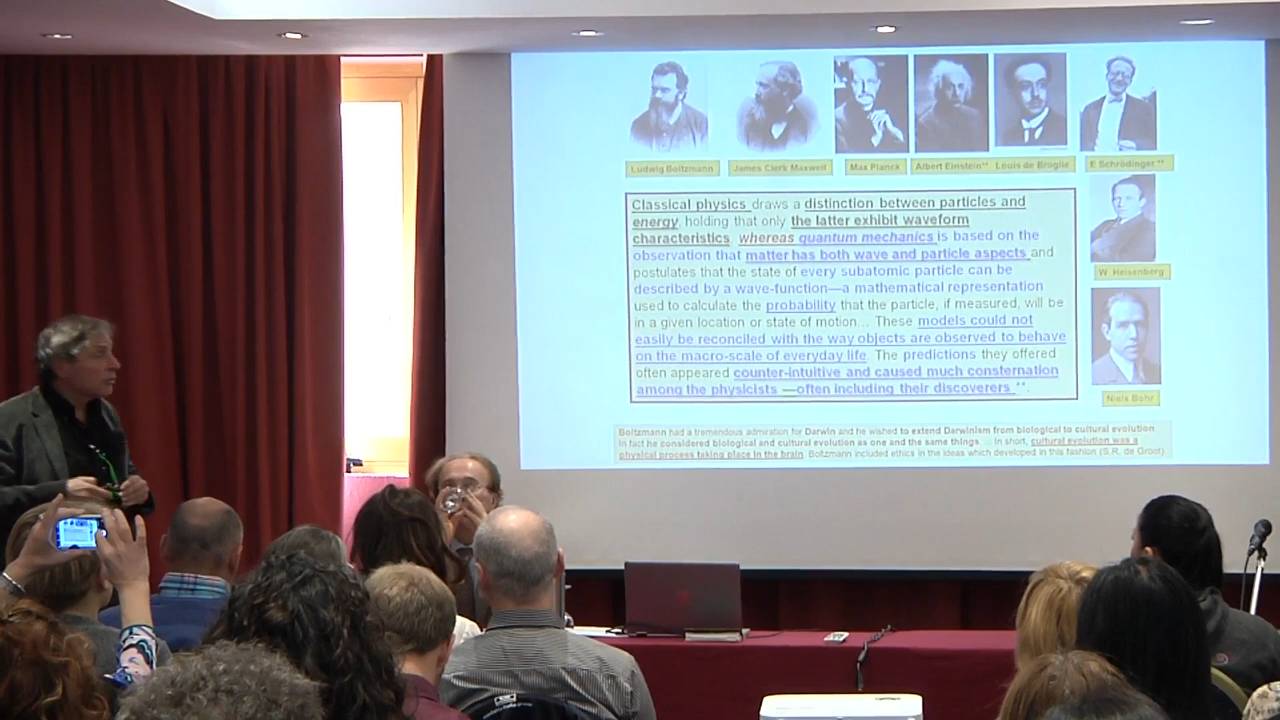 Ludwig Boltzmann
James Clerk Maxwell
Max Planck
Albert Einstein** Louis de Broglie
E Schrödinger **
Classical physics draws a distinction between particles and
energy, holding that only the latter exhibit waveform
characteristics, whereas quantum mechanics is based on the
observation that matter has both wave and particle aspects and
postulates that the state of every subatomic particle can be
described by a wave-function—a mathematical representation
used to calculate the probability that the particle, if measured, will be
in a given location or state of motion... These models could not
easily be reconciled with the way objects are observed to behave
on the macro-scale of everyday life. The predictions they offered
often appeared counter-intuitive and caused much consternation
among the physicists —often including their discoverers **.
W. Heisenberg
Niels Bohr
Boltzmann had a tremendous admiration for Darwin and he wished to extend Darwinism from biological to cultural evolution.
In fact he considered biological and cultural evolution as one and the same things. ... In short, cultural evolution was a
physical process taking place in the brain. Boltzmann included ethics in the ideas which developed in this fashion (S.R. de Groot)